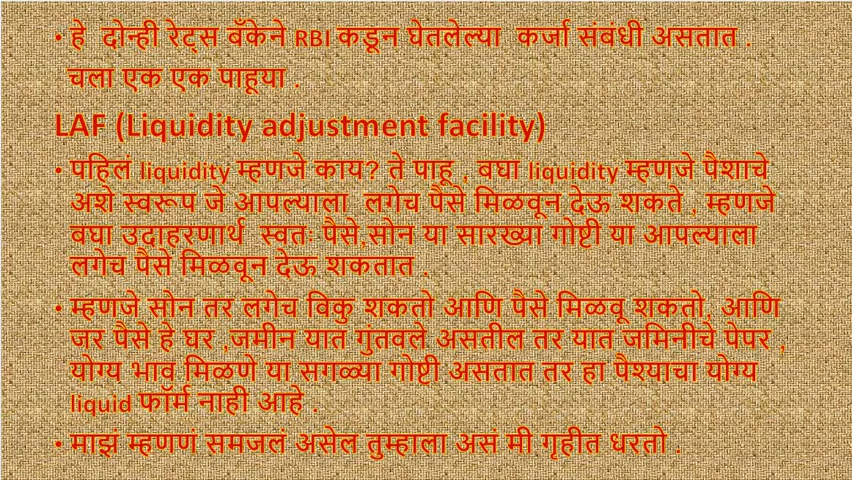 • हे  दोन्ही रेट्स बॅंकेने RBI कडून घेतलेल्या  कर्जा संबंधी असतात .
चला एक एक पाहूया .
LAF (Liquidity adjustment facility)
• पहिलं liquidity म्हणजे काय? ते पाहू , बघा liquidity म्हणजे पैशाचे
अशे स्वरूप जे आपल्याला  लगेच पैसे मिळवून देऊ शकते , म्हणजे
बघा उदाहरणार्थ  स्वतः पैसे,सोन या सारख्या गोष्टी या आपल्याला
लगेच पैसे मिळवून देऊ शकतात .
• म्हणजे सोन तर लगेच विकु शकतो आणि पैसे मिळवू शकतो, आणि
जर पैसे हे घर ,जमीन यात गुंतवले असतील तर यात जमिनीचे पेपर ,
योग्य भाव मिळणे या सगळ्या गोष्टी असतात तर हा पैश्याचा योग्य
liquid फॉर्म नाही आहे .
• माझं म्हणणं समजलं असेल तुम्हाला असं मी गृहीत धरतो .